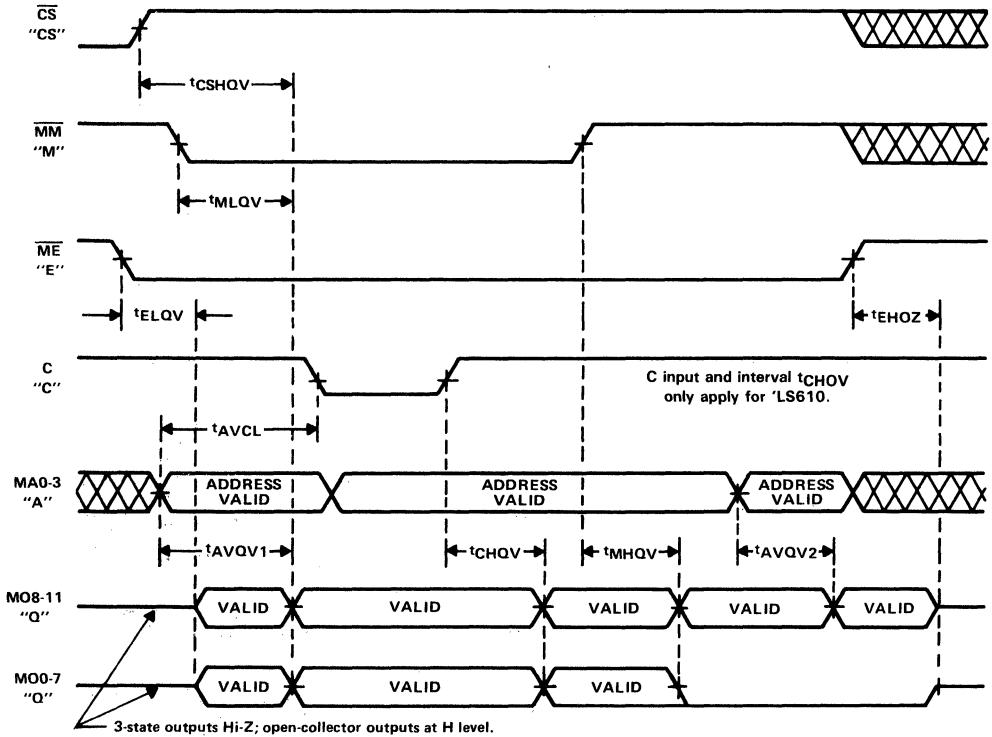 CS
"CS"
tCSHQV
MM
"M"
tMLQV
ME
"E"
tELQV
tEHOZ
C
"C"
C input and interval tCHOV
only apply for 'LS610.
tAVCL
MA0-3
"A"
ADDRESS
VALID
ADDRESS
VALID
ADDRESS
VALID
tAVQV1
tCHQV
tMHQV
tAVQV2
MO8-11
"Q"
VALID
VALID
VALID
VALID
VALID
MO0-7
"Q"
VALID
VALID
VALID
3-state outputs Hi-Z; open-collector outputs at H level.